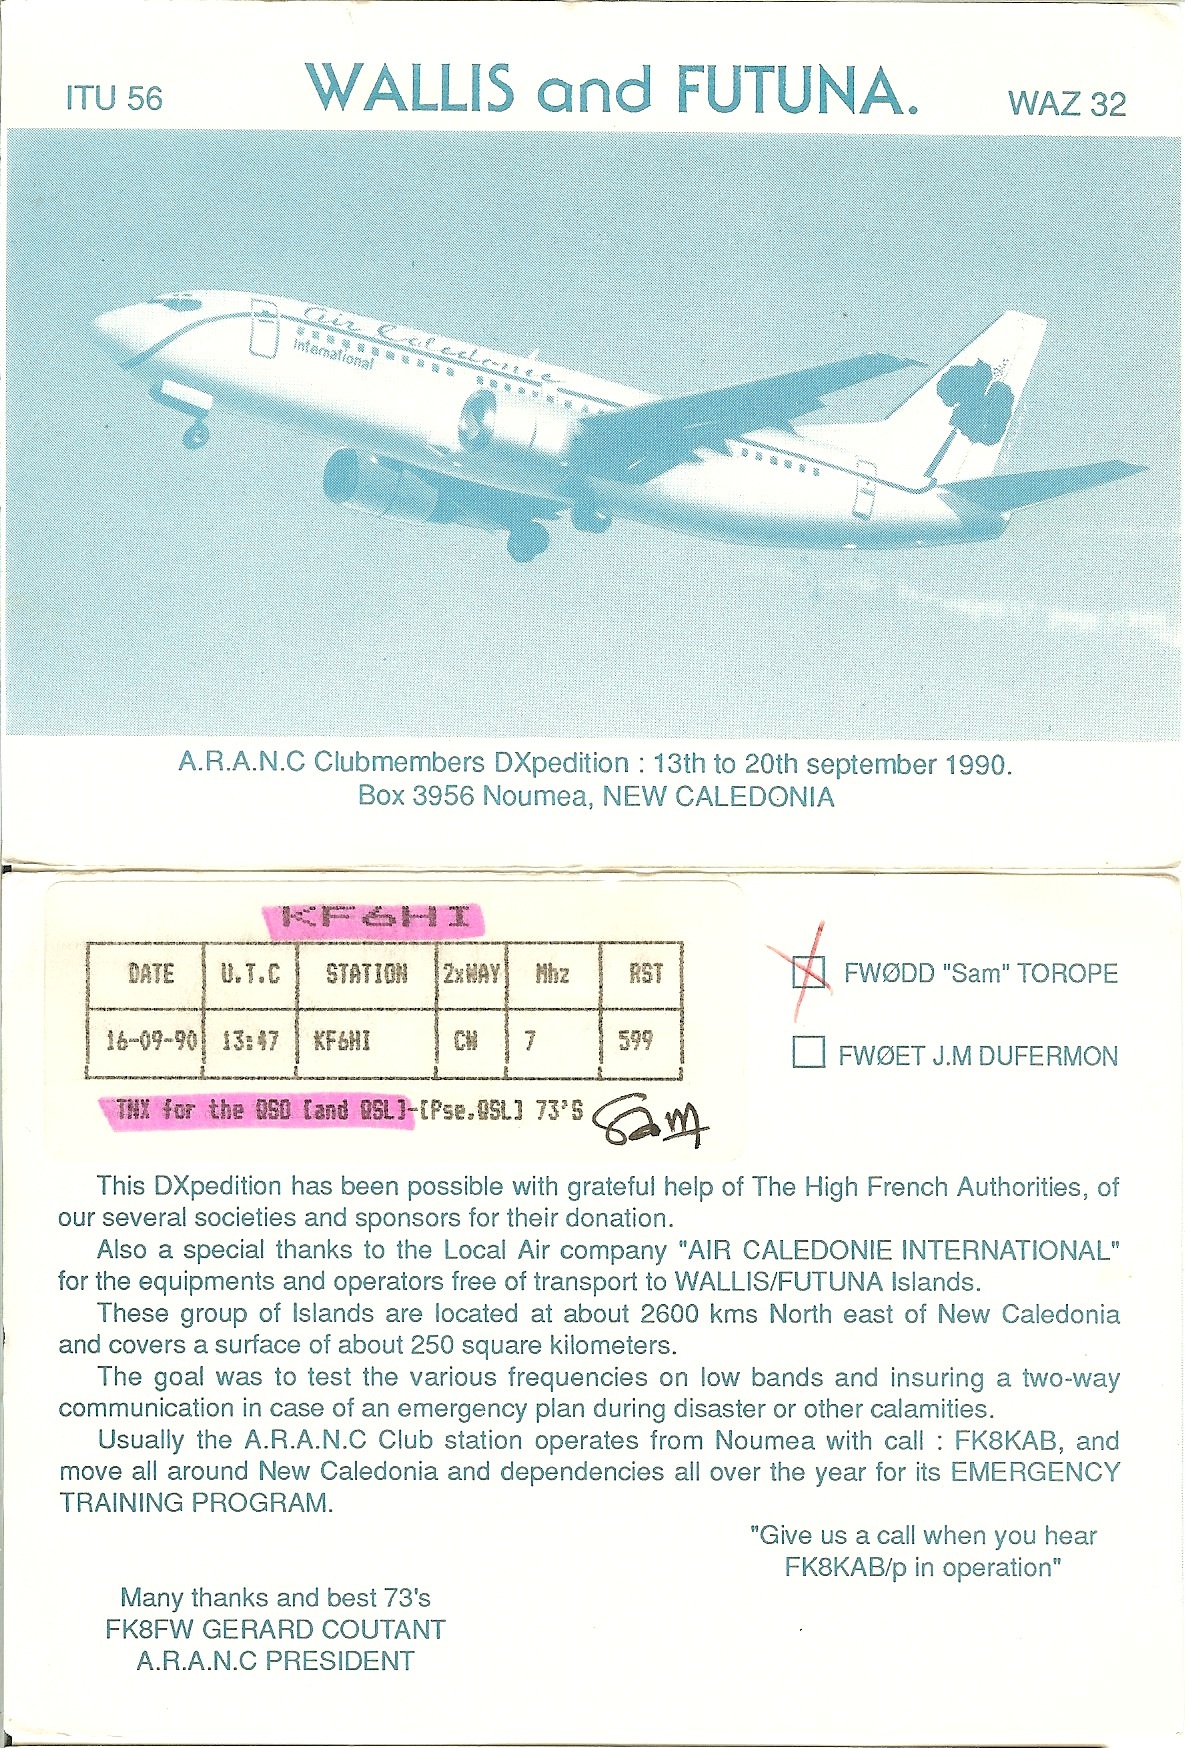 ITU 56
WALLIS and FUTUNA.
WAZ 32
Air Caledonie
International
A.R.A.N.C Clubmembers DXpedition : 13th to 20th september 1990.
Box 3956 Noumea, NEW CALEDONIA
KF6HI
DATE U.T.C STATION 2xWAY Mhz RST
16-09-90 13:47 KF6HI CW 7 599
TNX for the QSO [and QSL]-[Pse.QSL] 73'S Sam
FWØDD "Sam" TOROPE
FWØET J.M DUFERMON
This DXpedition has been possible with grateful help of The High French Authorities, of
our several societies and sponsors for their donation.
Also a special thanks to the Local Air company "AIR CALEDONIE INTERNATIONAL"
for the equipments and operators free of transport to WALLIS/FUTUNA Islands.
These group of Islands are located at about 2600 kms North east of New Caledonia
and covers a surface of about 250 square kilometers.
The goal was to test the various frequencies on low bands and insuring a two-way
communication in case of an emergency plan during disaster or other calamities.
Usually the A.R.A.N.C Club station operates from Noumea with call : FK8KAB, and
move all around New Caledonia and dependencies all over the year for its EMERGENCY
TRAINING PROGRAM.
"Give us a call when you hear
FK8KAB/p in operation"
Many thanks and best 73's
FK8FW GERARD COUTANT
A.R.A.N.C PRESIDENT